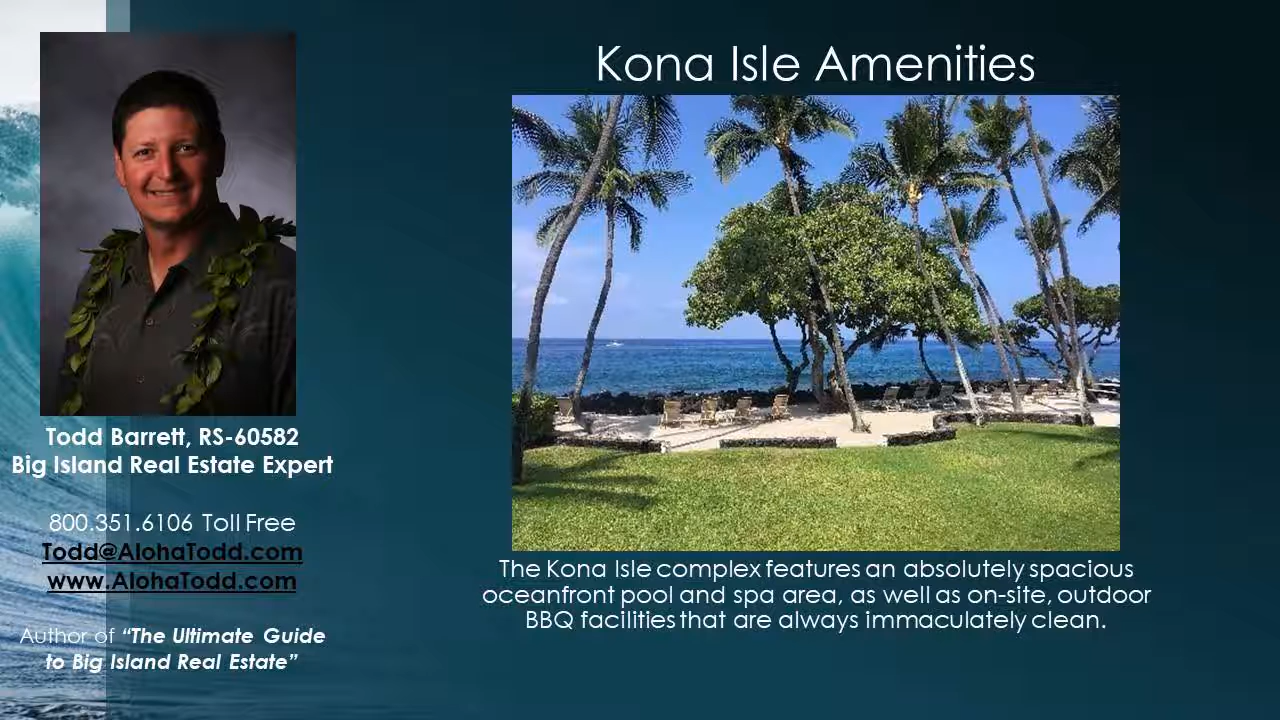 Kona Isle Amenities
Todd Barrett, RS-60582
Big Island Real Estate Expert
800.351.6106 Toll Free
Todd@AlohaTodd.com
www.AlohaTodd.com
Author of “The Ultimate Guide
to Big Island Real Estate”
The Kona Isle complex features an absolutely spacious
oceanfront pool and spa area, as well as on-site, outdoor
BBQ facilities that are always immaculately clean.